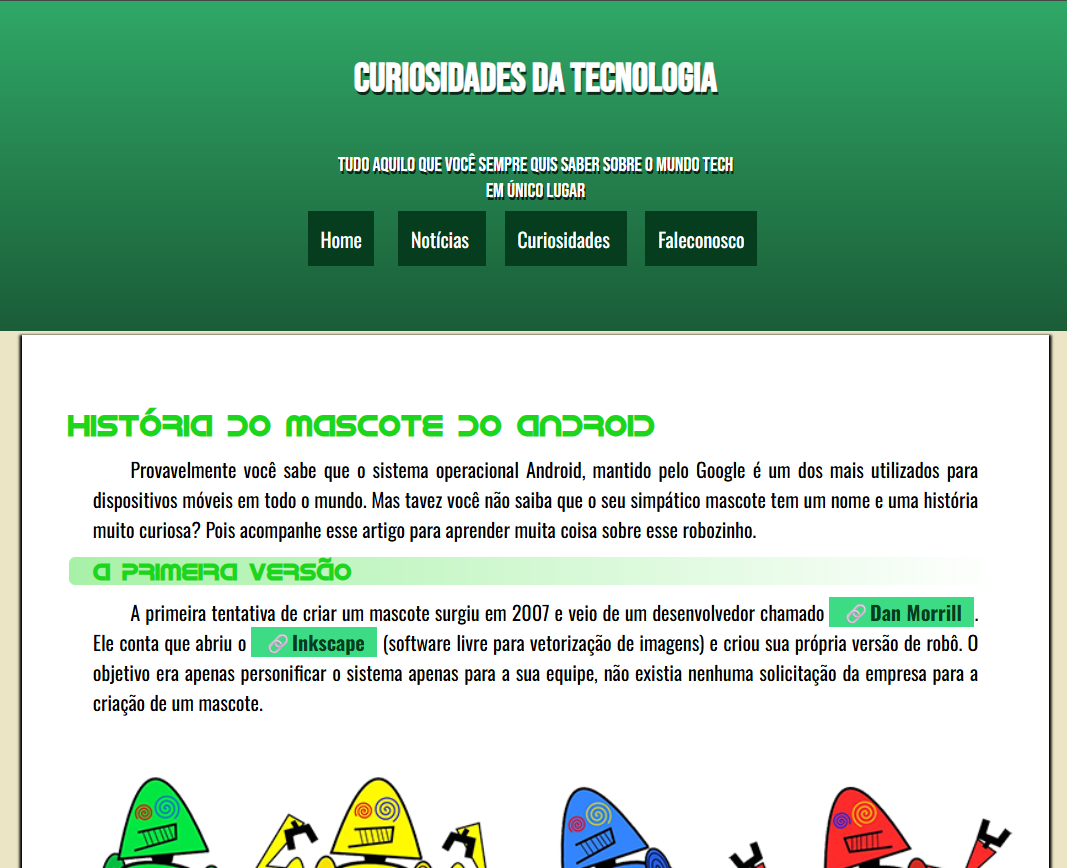 CURIOSIDADES DA TECNOLOGIA
TUDO AQUILO QUE VOCÊ SEMPRE QUIS SABER SOBRE O MUNDO TECH
EM ÚNICO LUGAR
Home Notícias Curiosidades Faleconosco
HISTÓRIA DO MASCOTE DO ANDROID
Provavelmente você sabe que o sistema operacional Android, mantido pelo Google é um dos mais utilizados para
dispositivos móveis em todo o mundo. Mas tavez você não saiba que o seu simpático mascote tem um nome e uma história
muito curiosa? Pois acompanhe esse artigo para aprender muita coisa sobre esse robozinho.
A PRIMEIRA VERSÃO
A primeira tentativa de criar um mascote surgiu em 2007 e veio de um desenvolvedor chamado Dan Morrill .
Ele conta que abriu o Inkscape (software livre para vetorização de imagens) e criou sua própria versão de robô. O
objetivo era apenas personificar o sistema apenas para a sua equipe, não existia nenhuma solicitação da empresa para a
criação de um mascote.